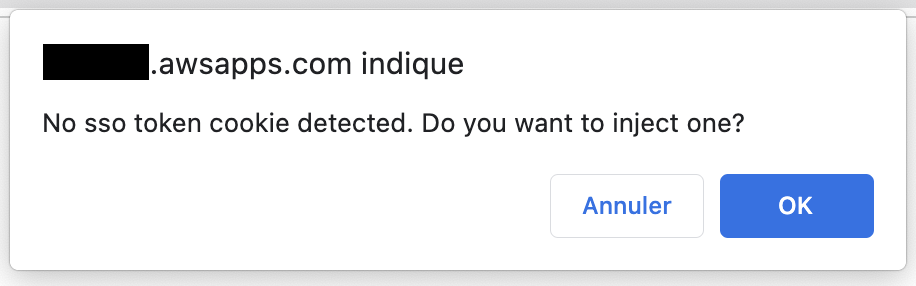 .awsapps.com indique
No sso token cookie detected. Do you want to inject one?
Annuler
OK